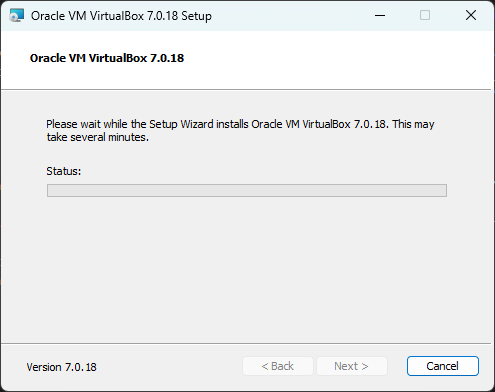 Oracle VM VirtualBox 7.0.18 Setup
Oracle VM VirtualBox 7.0.18
Please wait while the Setup Wizard installs Oracle VM VirtualBox 7.0.18. This may
take several minutes.
Status:
Version 7.0.18
< Back
Next >
Cancel